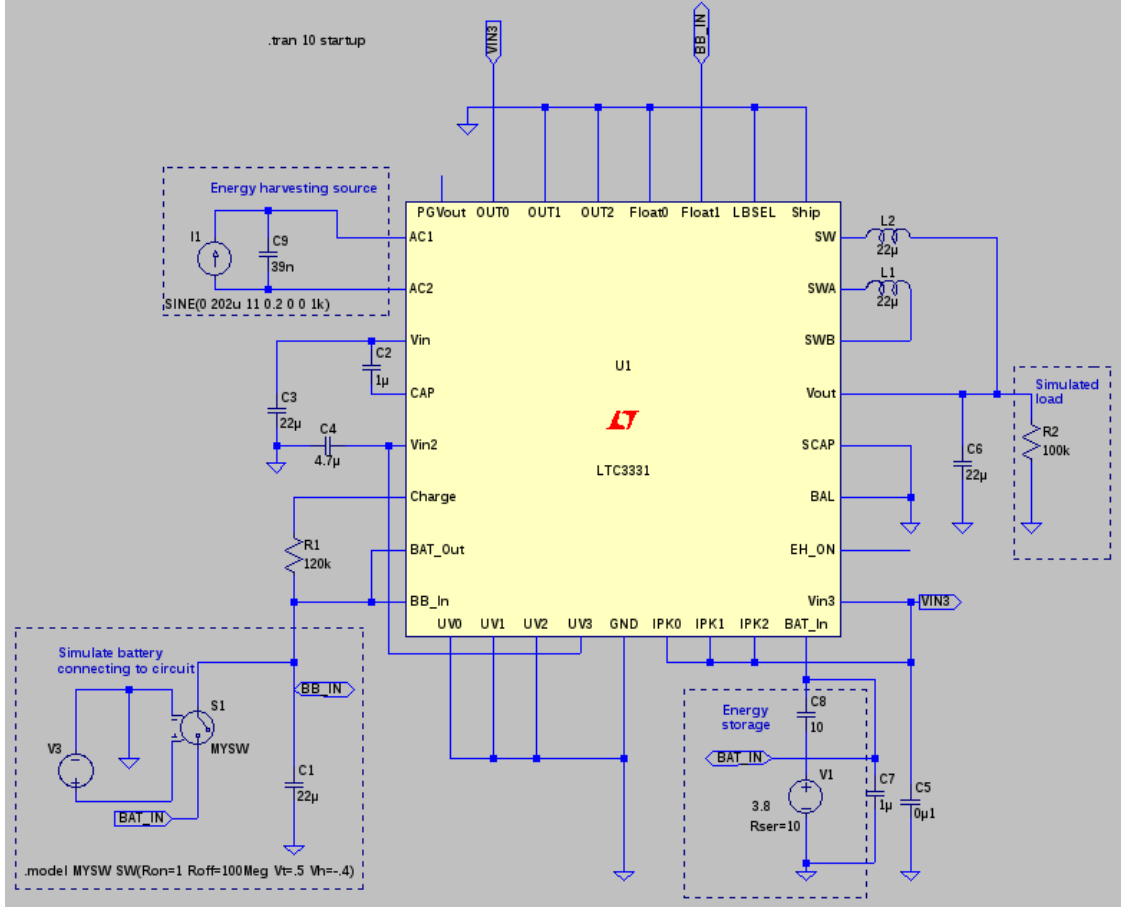 .tran 10 startup
VIN3
BB_IN
Energy harvesting source
I1
C9
39n
SINE(0 202u 11 0.2 0 0 1k)
PGVout OUT0 OUT1 OUT2 Float0 Float1 LBSEL Ship
AC1
AC2
Vin
CAP
Vin2
Charge
BAT_Out
BB_In
SW
SWA
SWB
Vout
SCAP
BAL
EH_ON
Vin3
UV0 UV1 UV2 UV3 GND IPK0 IPK1 IPK2 BAT_In
U1
LTC3331
L2
22µ
L1
22µ
C2
1µ
C3
22µ
C4
4.7µ
R1
120k
Simulated
load
R2
100k
C6
22µ
VIN3
Simulate battery
connecting to circuit
V3
S1
MYSW
BB_IN
C1
22µ
BAT_IN
.model MYSW SW(Ron=1 Roff=100Meg Vt=.5 Vh=-.4)
Energy
storage
C8
10
BAT_IN
V1
3.8
Rser=10
C7
1µ
C5
0µ1